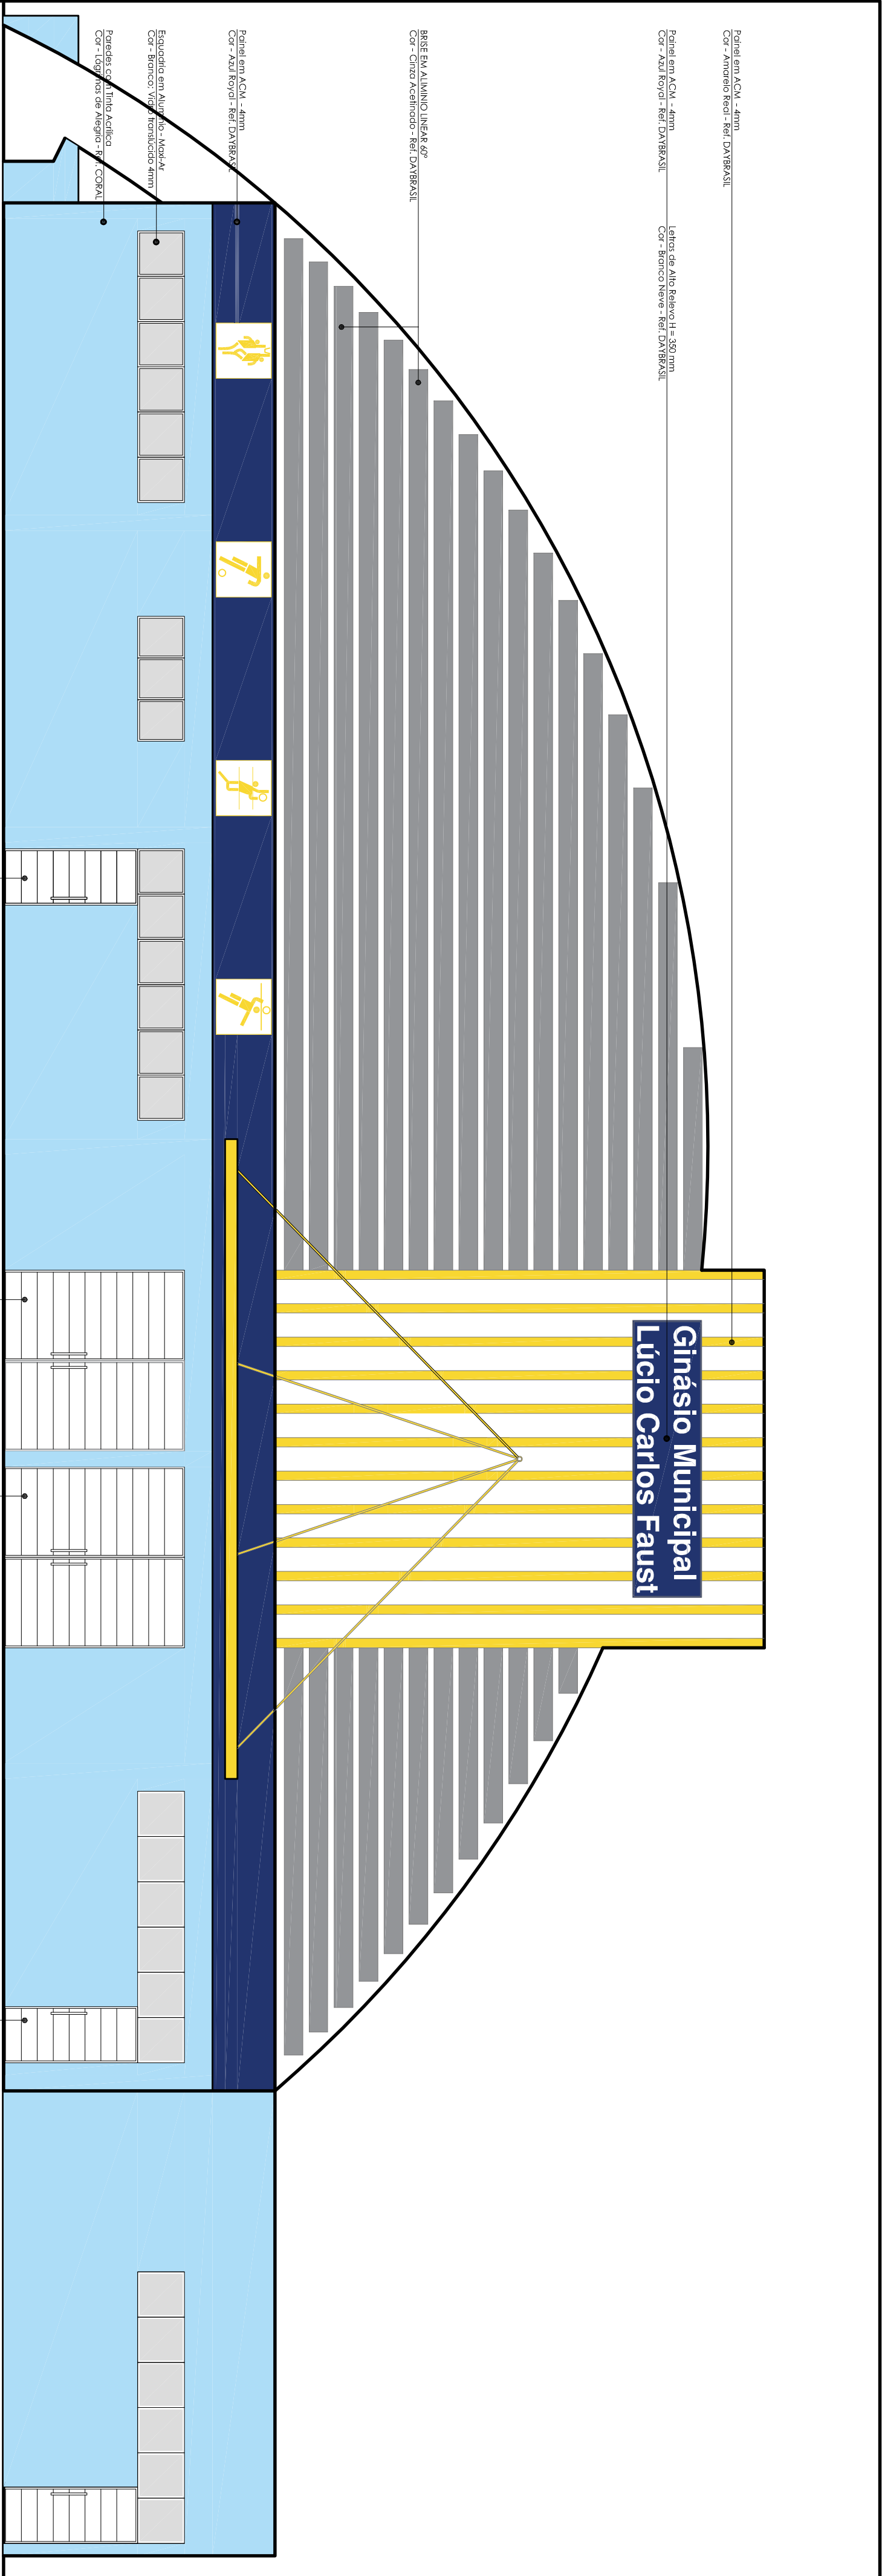 Painel em ACM - 4mm
Cor - Amarelo Real - Ref. DAYBRASIL
Painel em ACM - 4mm
Cor - Azul Royal - Ref. DAYBRASIL
Letras de Alto Relevo H = 350 mm
Cor - Branco Neve - Ref. DAYBRASIL
Ginásio Municipal
Lúcio Carlos Faust
BRISE EM ALIMINIO LINEAR 60º
Cor - Cinza Acetinado - Ref. DAYBRASIL
Painel em ACM - 4mm
Cor - Azul Royal - Ref. DAYBRASIL
Esquadria em Alumínio - Maxi-Ar
Cor - Branco; Vidro Translúcido 4mm
Paredes com Tinta Acrílica
Cor - Lágrimas de Alegria - Ref. CORAL